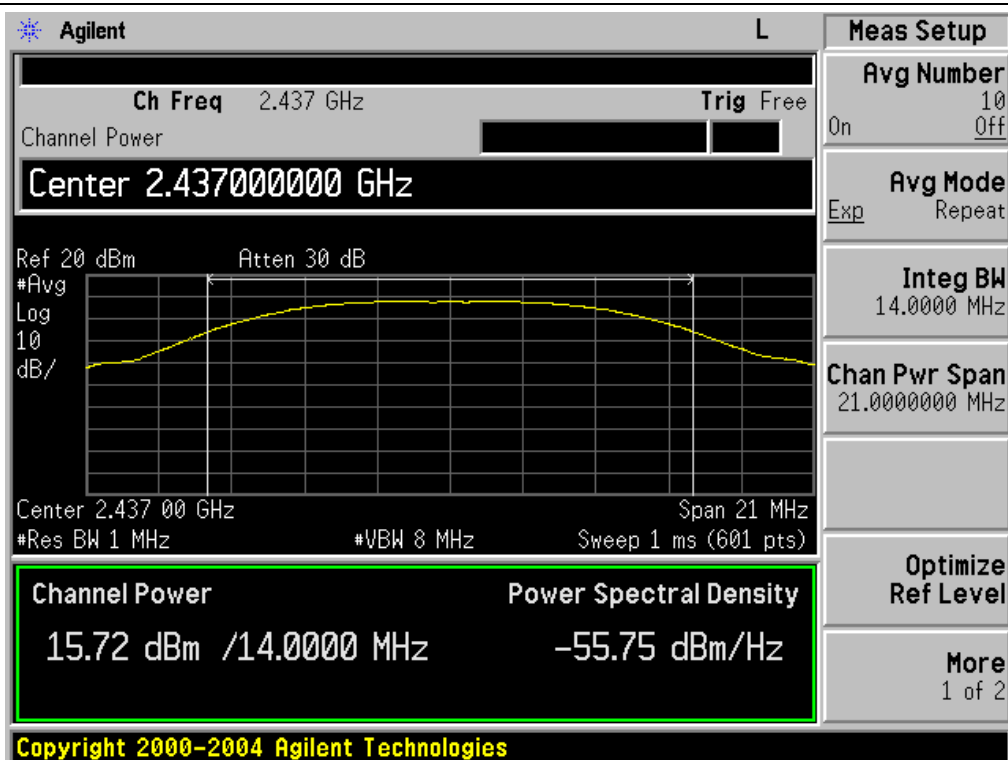 Agilent L
Ch Freq 2.437 GHz Trig Free
Channel Power
Center 2.437000000 GHz
Ref 20 dBm Atten 30 dB
#Avg
Log
10
dB/
Center 2.437 00 GHz Span 21 MHz
#Res BW 1 MHz #VBW 8 MHz Sweep 1 ms (601 pts)
Channel Power Power Spectral Density
15.72 dBm /14.0000 MHz -55.75 dBm/Hz
Copyright 2000-2004 Agilent Technologies
Meas Setup
Avg Number
10
On Off
Avg Mode
Exp Repeat
Integ BW
14.0000 MHz
Chan Pwr Span
21.0000000 MHz
Optimize
Ref Level
More
1 of 2